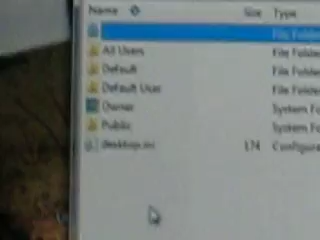 Name Size Type
File Folder
All Users File Folder
Default File Folder
Default User File Folder
Owner System Fo
Public System Fo
desktop.ini 174 Configura